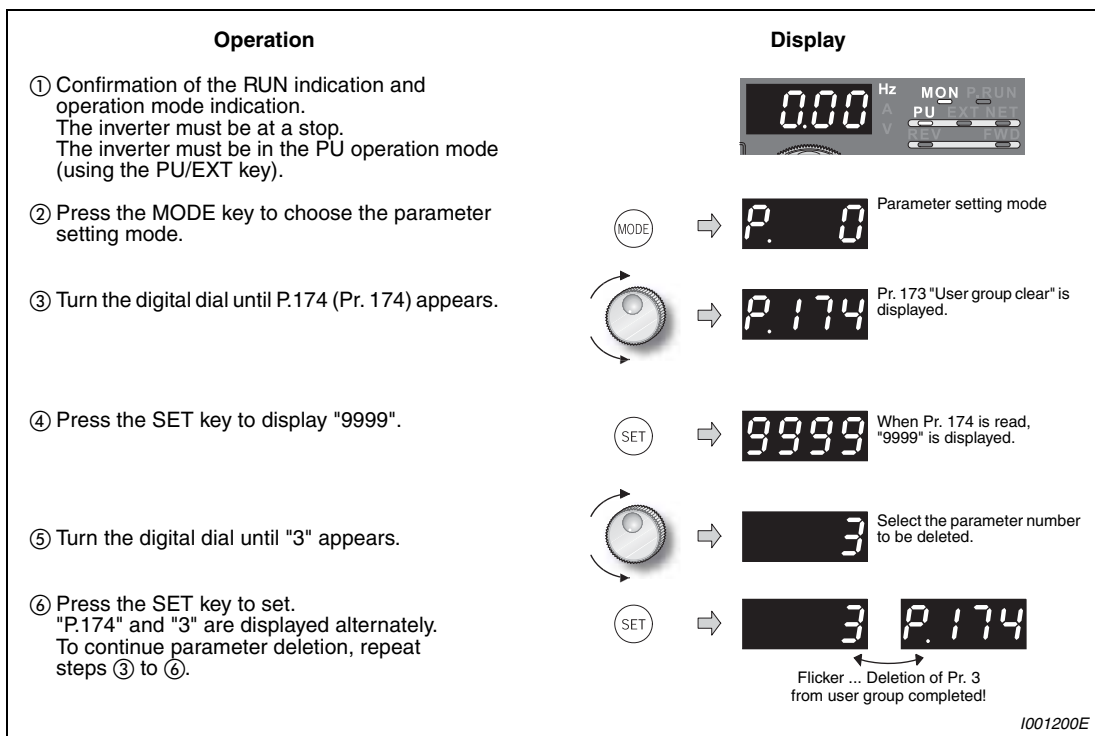 Operation
Display
① Confirmation of the RUN indication and
operation mode indication.
The inverter must be at a stop.
The inverter must be in the PU operation mode
(using the PU/EXT key).
0.00
Hz
A
V
MON P.RUN
PU EXT NET
REV FWD
② Press the MODE key to choose the parameter
setting mode.
MODE
P. 0
Parameter setting mode
③ Turn the digital dial until P.174 (Pr. 174) appears.
P.174
Pr. 173 "User group clear" is
displayed.
④ Press the SET key to display "9999".
SET
9999
When Pr. 174 is read,
"9999" is displayed.
⑤ Turn the digital dial until "3" appears.
3
Select the parameter number
to be deleted.
⑥ Press the SET key to set.
"P.174" and "3" are displayed alternately.
To continue parameter deletion, repeat
steps ③ to ⑥.
SET
3 P.174
Flicker ... Deletion of Pr. 3
from user group completed!
I001200E